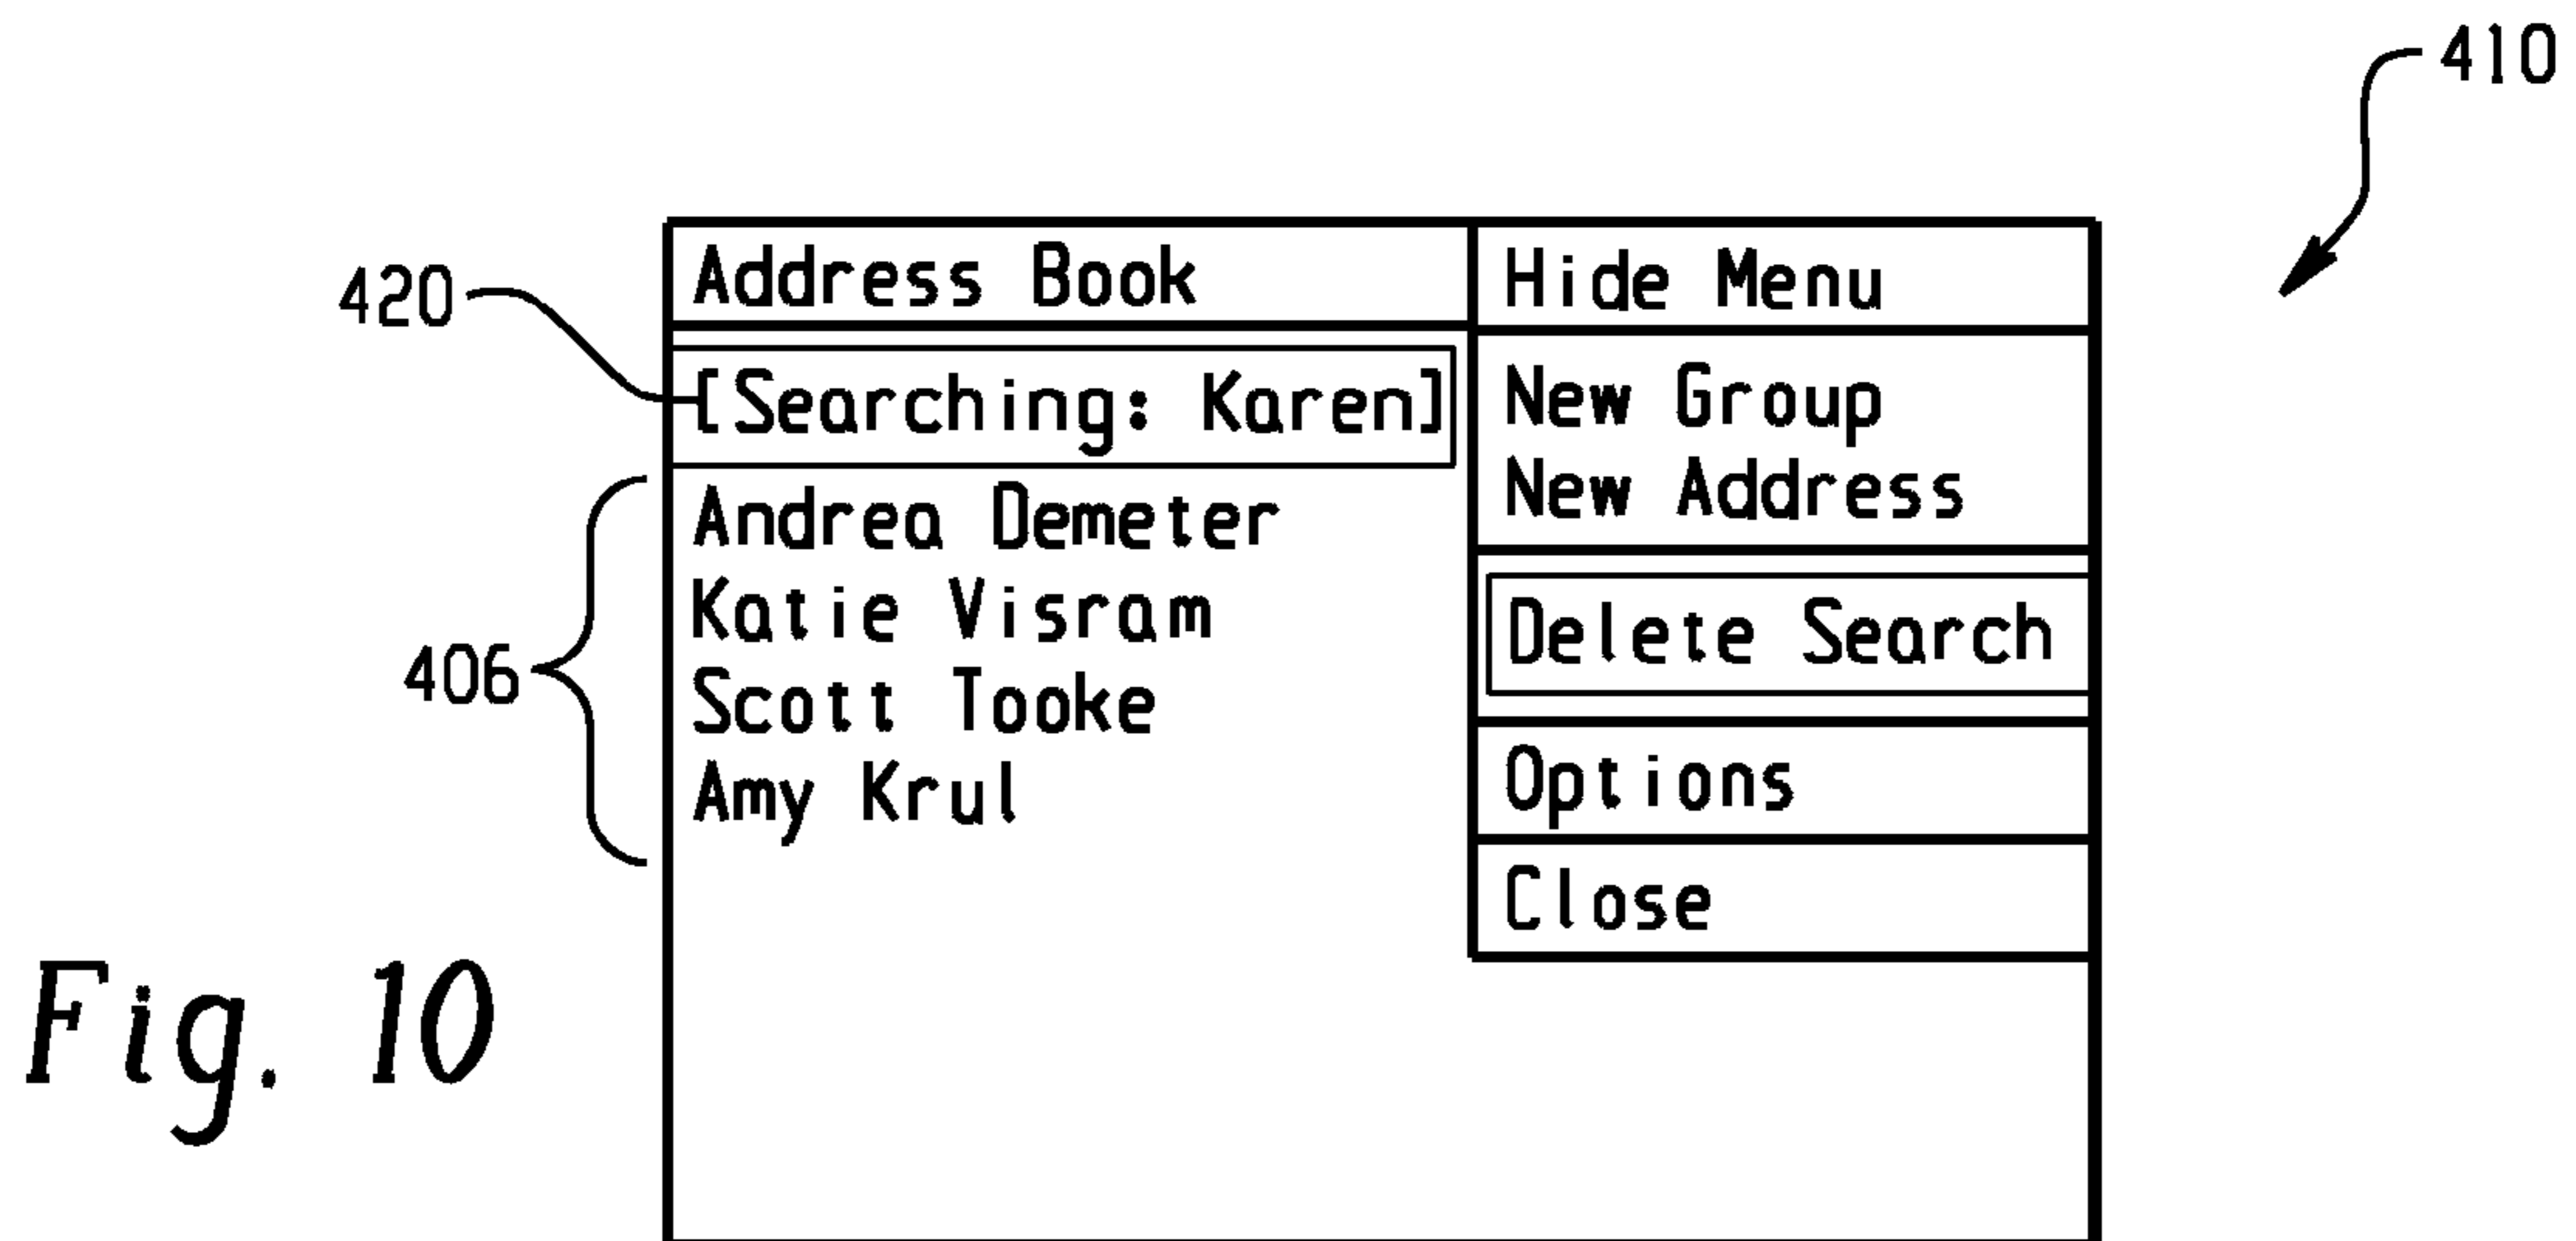 410
Address Book
Hide Menu
420
[Searching: Karen]
New Group
New Address
Andrea Demeter
Katie Visram
Scott Tooke
Amy Krul
406
Delete Search
Options
Close
Fig. 10